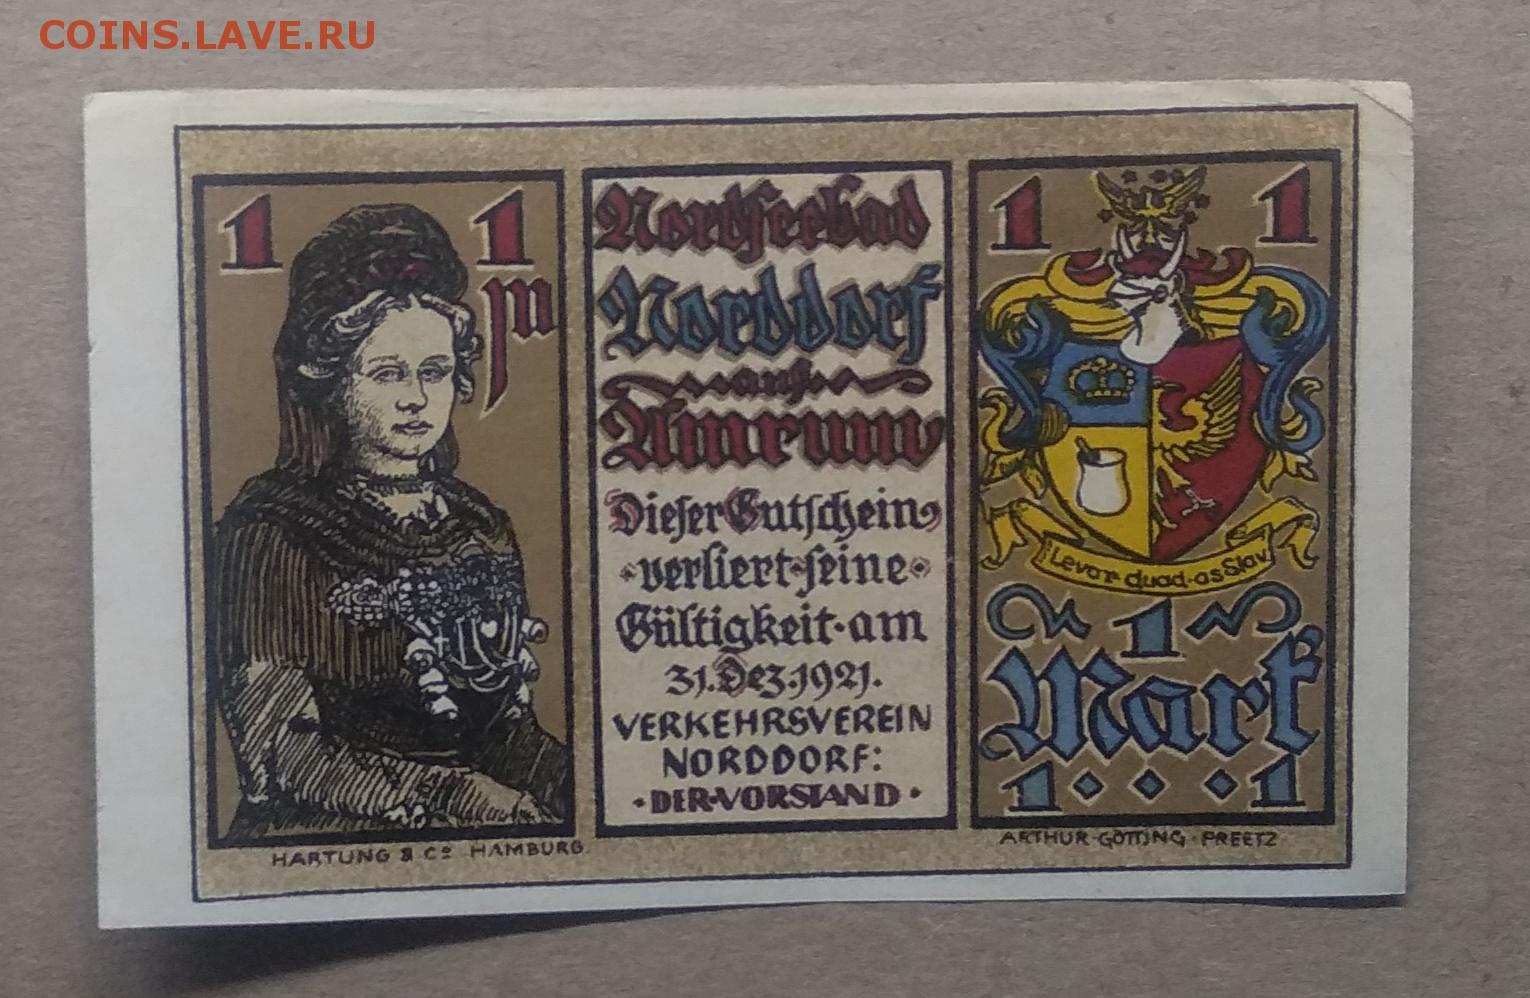 COINS.LAVE.RU
1 1
m
Nordseebad
Norddorf
auf
Amrum
Dieser Gutschein
verliert seine
Gültigkeit am
31. Dez. 1921.
VERKEHRSVEREIN
NORDDORF:
DER VORSTAND
1 1
Levar duad as Slav
1
Mark
1 1
HARTUNG & Co HAMBURG
ARTHUR GÖTTING PREETZ